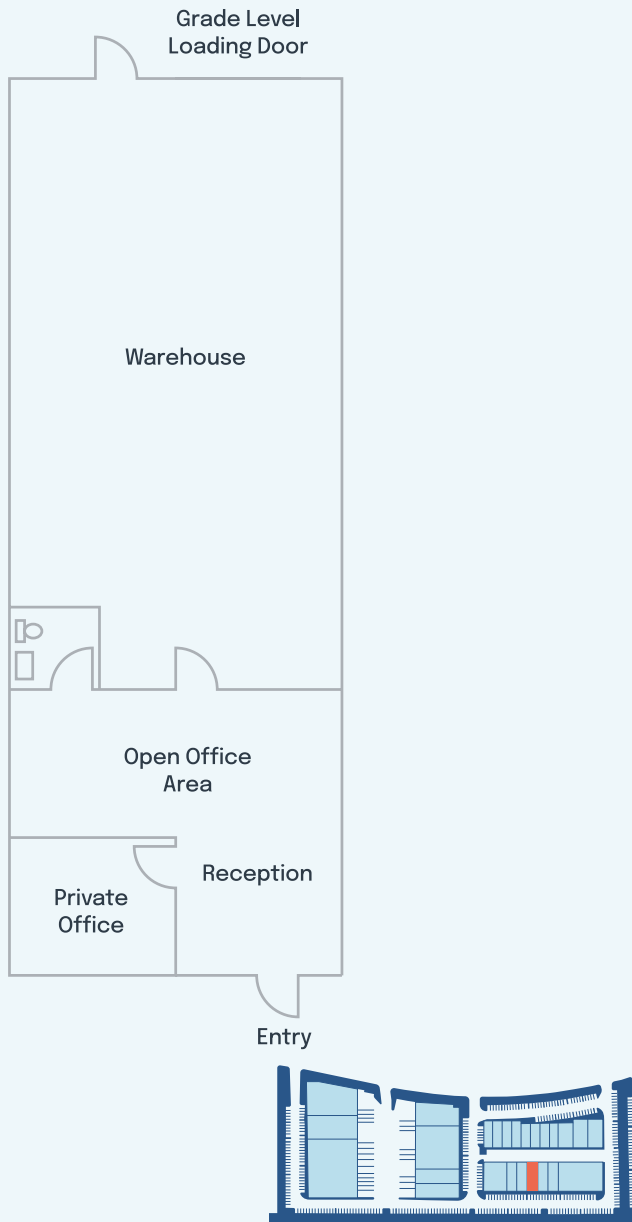 Grade Level
Loading Door
Warehouse
Open Office
Area
Reception
Private
Office
Entry